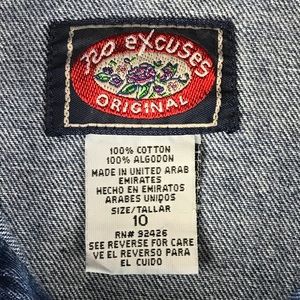 no eXcuses
ORIGINAL
100% COTTON
100% ALGODON
MADE IN UNITED ARAB
EMIRATES
HECHO EN EMIRATOS
ARABES UNIDOS
SIZE/TALLAR
10
RN# 92426
SEE REVERSE FOR CARE
VE EL REVERSO PARA
EL CUIDO